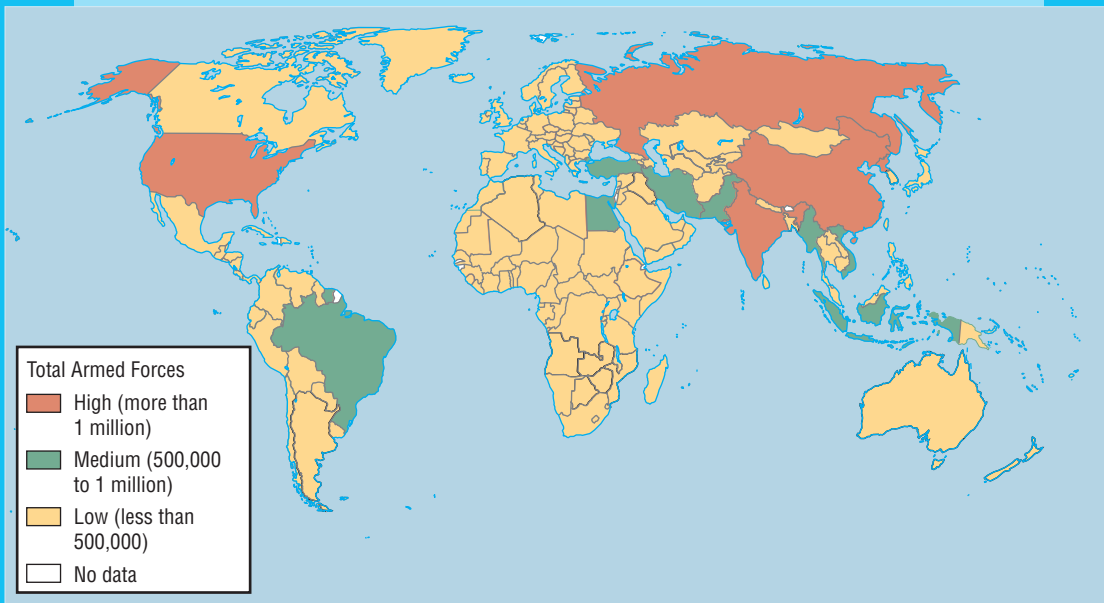 Total Armed Forces
High (more than
1 million)
Medium (500,000
to 1 million)
Low (less than
500,000)
No data